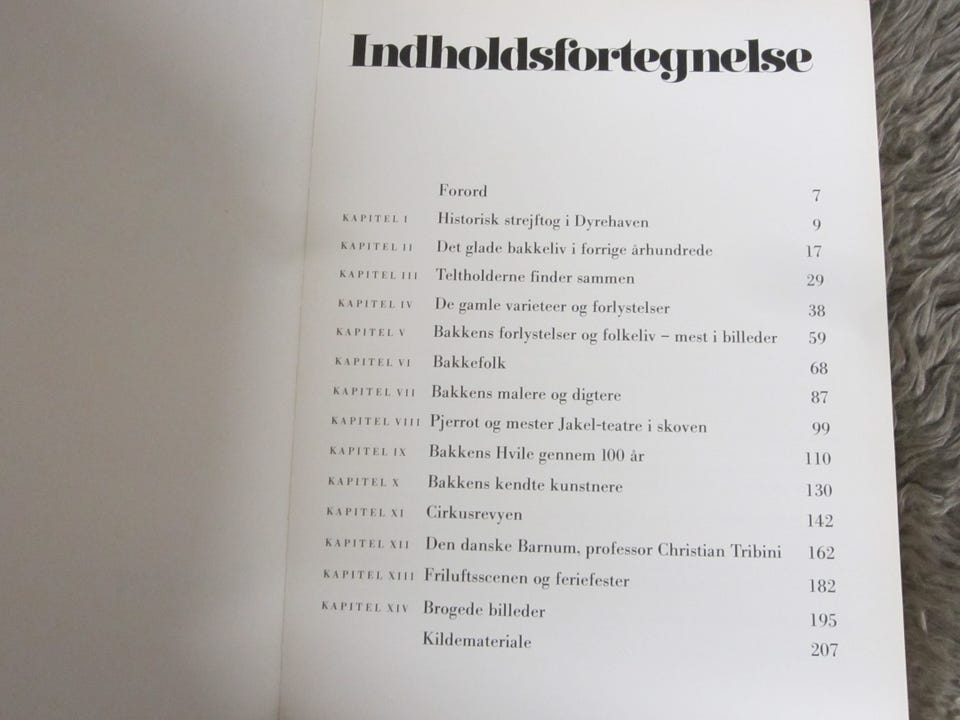 Indholdsfortegnelse
Forord 7
KAPITEL I Historisk strejftog i Dyrehaven 9
KAPITEL II Det glade bakkeliv i forrige århundrede 17
KAPITEL III Teltholderne finder sammen 29
KAPITEL IV De gamle varieteer og forlystelser 38
KAPITEL V Bakkens forlystelser og folkeliv – mest i billeder 59
KAPITEL VI Bakkefolk 68
KAPITEL VII Bakkens malere og digtere 87
KAPITEL VIII Pjerrot og mester Jakel-teatre i skoven 99
KAPITEL IX Bakkens Hvile gennem 100 år 110
KAPITEL X Bakkens kendte kunstnere 130
KAPITEL XI Cirkusrevyen 142
KAPITEL XII Den danske Barnum, professor Christian Tribini 162
KAPITEL XIII Friluftsscenen og feriefester 182
KAPITEL XIV Brogede billeder 195
Kildemateriale 207